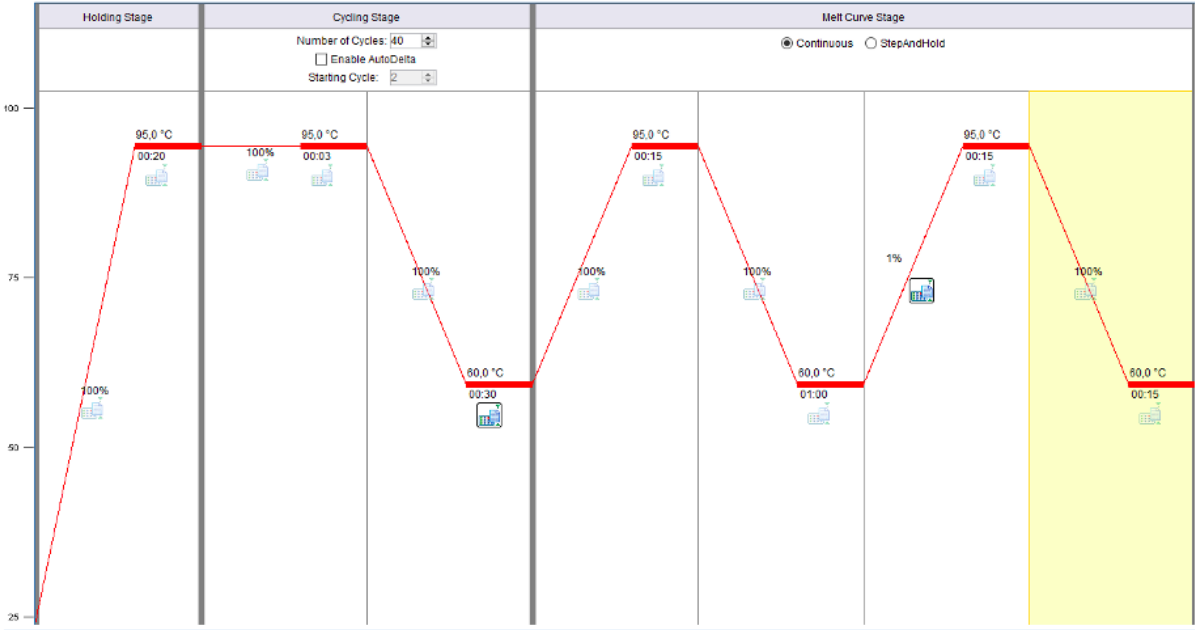 Holding Stage
Cycling Stage
Melt Curve Stage
Number of Cycles: 40
Enable AutoDelta
Starting Cycle: 2
Continuous StepAndHold
100
95,0 °C 95,0 °C 95,0 °C 95,0 °C
00:20 100% 00:03 00:15 00:15
1%
75 100% 100% 100% 100%
60,0 °C 60,0 °C 60,0 °C
100% 00:30 01:00 00:15
50
25